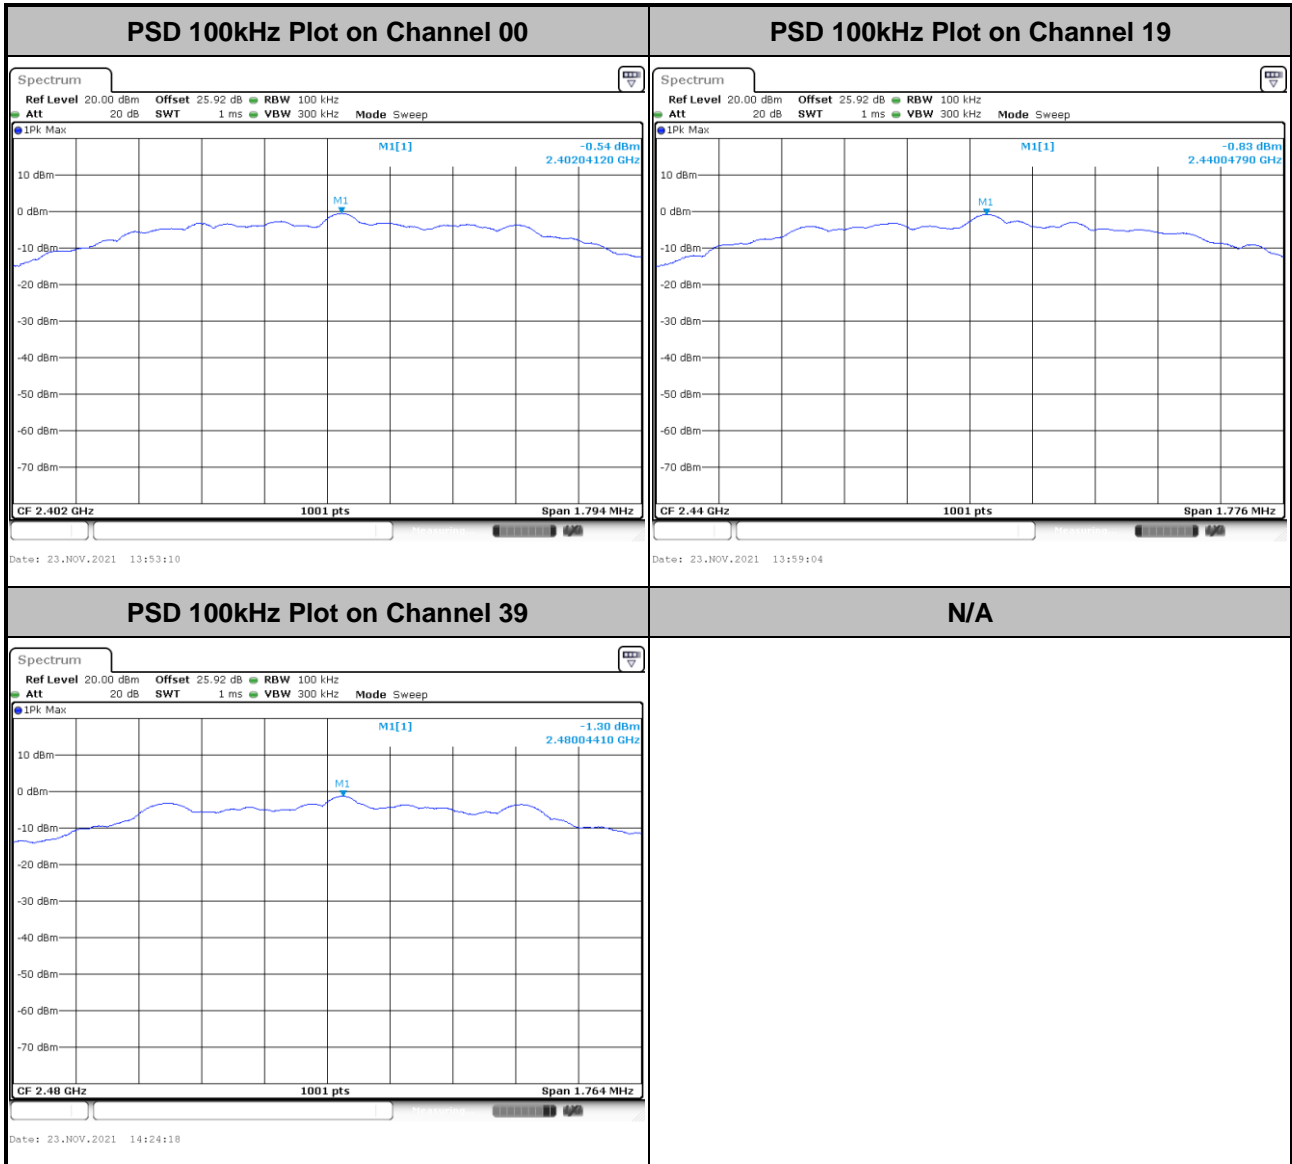 PSD 100kHz Plot on Channel 00
PSD 100kHz Plot on Channel 19
Spectrum
Ref Level 20.00 dBm Offset 25.92 dB RBW 100 kHz
Att 20 dB SWT 1 ms VBW 300 kHz Mode Sweep
1Pk Max
M1[1] -0.54 dBm
2.40204120 GHz
10 dBm
M1
0 dBm
-10 dBm
-20 dBm
-30 dBm
-40 dBm
-50 dBm
-60 dBm
-70 dBm
CF 2.402 GHz 1001 pts Span 1.794 MHz
Measuring
Date: 23.NOV.2021 13:53:10
Spectrum
Ref Level 20.00 dBm Offset 25.92 dB RBW 100 kHz
Att 20 dB SWT 1 ms VBW 300 kHz Mode Sweep
1Pk Max
M1[1] -0.83 dBm
2.44004790 GHz
10 dBm
M1
0 dBm
-10 dBm
-20 dBm
-30 dBm
-40 dBm
-50 dBm
-60 dBm
-70 dBm
CF 2.44 GHz 1001 pts Span 1.776 MHz
Measuring
Date: 23.NOV.2021 13:59:04
PSD 100kHz Plot on Channel 39
N/A
Spectrum
Ref Level 20.00 dBm Offset 25.92 dB RBW 100 kHz
Att 20 dB SWT 1 ms VBW 300 kHz Mode Sweep
1Pk Max
M1[1] -1.30 dBm
2.48004410 GHz
10 dBm
M1
0 dBm
-10 dBm
-20 dBm
-30 dBm
-40 dBm
-50 dBm
-60 dBm
-70 dBm
CF 2.48 GHz 1001 pts Span 1.764 MHz
Measuring
Date: 23.NOV.2021 14:24:18